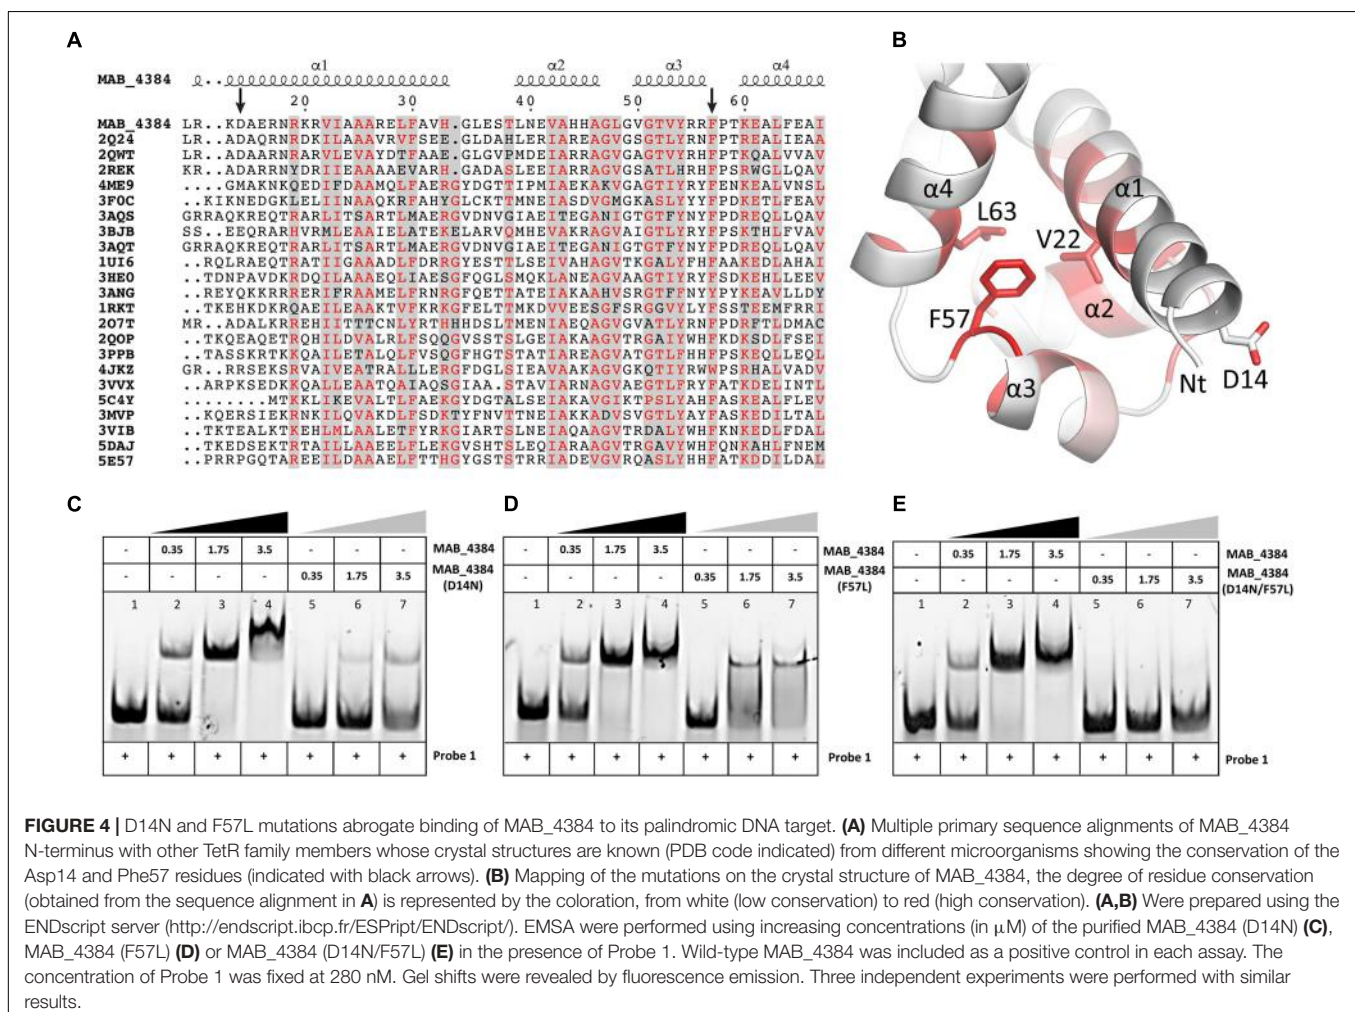 A
B
α1
α2
α3
α4
MAB_4384
20
30
40
50
60
MAB_4384 LR..KDAERNRKRVIAAARELFAVH.GLESTLNEVAHHAGLGVGTVYRRFPTKEALFEAI
2Q24 LR..ADAQRNRDKILAAAVRVFSEE.GLDAHLERIAREAGVGSGTLYRNFPTREALIEAA
2QWT LR..ADAARNRARVLEVAYDTFAAE.GLGVPMDEIARRAGVGAGTVYRHFPTKQALVVAV
2REK KR..ADARRNYDRIIEAAAAEVARH.GADASLEEIARRAGVGSATLHRHFPSRWGLLQAV
4ME9 ....GMAKNKQEDIFDAAMQLFAERGYDGTTIPMIAEKAKVGAGTIYRYFENKEALVNSL
3F0C ..KIKNEDGKLELIINAAQKRFAHYGLCKTTMNEIASDVGMGKASLYYYFPDKETLFEAV
3AQS GRRAQKREQTRARLITSARTLMAERGVDNVGIAEITEGANIGTGTFYNYFPDREQLLQAV
3BJB SS..EEQRARHVRMLEAAIELATEKELARVQMHEVAKRAGVAIGTLYRYFPSKTHLFVAV
3AQT GRRAQKREQTRARLITSARTLMAERGVDNVGIAEITEGANIGTGTFYNYFPDREQLLQAV
1UI6 ..RQLRAEQTRATIIGAAADLFDRRGYESTTLSEIVAHAGVTKGALYFHFAAKEDLAHAI
3HE0 ..TDNPAVDKRDQILAAAEQLIAESGFQGLSMQKLANEAGVAAGTIYRYFSDKEHLLEEV
3ANG ..REYQKKRRRERIFRAAMELFRNRGFQETTATEIAKAAHVSRGTFFNYYPYKEAVLLDY
1RKT ..TKEHKDKRQAEILEAAKTVFKRKGFELTTMKDVVEESGFSRGGVYLYFSSTEEMFRRI
2O7T MR..ADALKRREHIITTTCNLYRTHHHDSLTMENIAEQAGVGVATLYRNFPDRFTLDMAC
2QOP ..TKQEAQETRQHILDVALRLFSQQGVSSTSLGEIAKAAGVTRGAIYWHFKDKSDLFSEI
3PPB ..TASSKRTKKQAILETALQLFVSQGFHGTSTATIAREAGVATGTLFHHFPSKEQLLEQL
4JKZ GR..RRSEKSRVAIVEATRALLLERGFDGLSIEAVAAKAGVGKQTIYRWWPSRHALVADV
3VVX ..ARPKSEDKKQALLEAATQAIAQSGIAA.STAVIARNAGVAEGTLFRYFATKDELINTL
5C4Y .......MTKKLIKEVALTLFAEKGYDGTALSEIAKAVGIKTPSLYAHFASKEALFLEV
3MVP ..KQERSIEKRNKILQVAKDLFSDKTYFNVTTNEIAKKADVSVGTLYAYFASKEDILTAL
3VIB ..TKTEALKTKEHLMLAALETFYRKGIARTSLNEIAQAAGVTRDALYWHFKNKEDLFDAL
5DAJ ..TKEDSEKTRTAILLAAEELFLEKGVSHTSLEQIARAAGVTRGAVYWHFQNKAHLFNEM
5E57 ..PRRPGQTAREEILDAAAELFTTHGYGSTSTRRIADEVGVRQASLYHHFATKDDILDAL
α4
α1
L63
V22
F57
α2
α3
Nt
D14
C
D
E
- 0.35 1.75 3.5 - - - MAB_4384
- - - - 0.35 1.75 3.5 MAB_4384 (D14N)
1 2 3 4 5 6 7
+ + + + + + + Probe 1
- 0.35 1.75 3.5 - - - MAB_4384
- - - - 0.35 1.75 3.5 MAB_4384 (F57L)
1 2 3 4 5 6 7
+ + + + + + + Probe 1
- 0.35 1.75 3.5 - - - MAB_4384
- - - - 0.35 1.75 3.5 MAB_4384 (D14N/F57L)
1 2 3 4 5 6 7
+ + + + + + + Probe 1
FIGURE 4 | D14N and F57L mutations abrogate binding of MAB_4384 to its palindromic DNA target. (A) Multiple primary sequence alignments of MAB_4384
N-terminus with other TetR family members whose crystal structures are known (PDB code indicated) from different microorganisms showing the conservation of the
Asp14 and Phe57 residues (indicated with black arrows). (B) Mapping of the mutations on the crystal structure of MAB_4384, the degree of residue conservation
(obtained from the sequence alignment in A) is represented by the coloration, from white (low conservation) to red (high conservation). (A,B) Were prepared using the
ENDscript server (http://endscript.ibcp.fr/ESPript/ENDscript/). EMSA were performed using increasing concentrations (in μM) of the purified MAB_4384 (D14N) (C),
MAB_4384 (F57L) (D) or MAB_4384 (D14N/F57L) (E) in the presence of Probe 1. Wild-type MAB_4384 was included as a positive control in each assay. The
concentration of Probe 1 was fixed at 280 nM. Gel shifts were revealed by fluorescence emission. Three independent experiments were performed with similar
results.